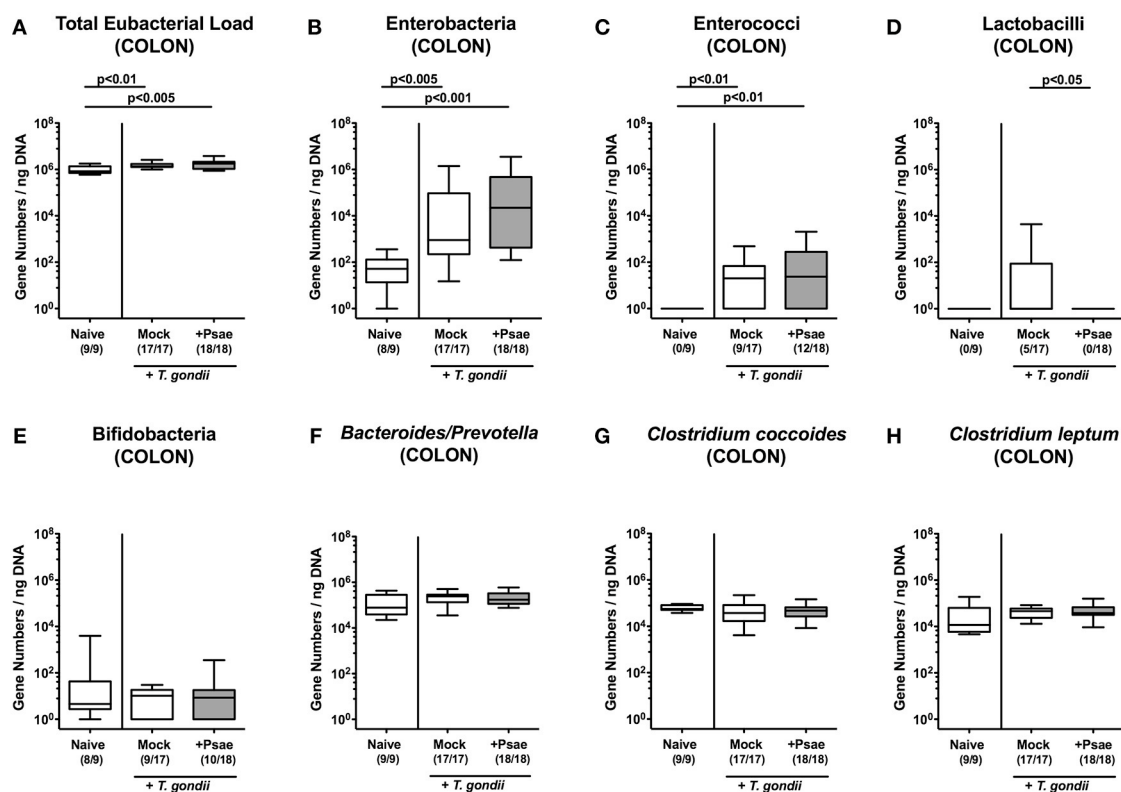 A Total Eubacterial Load
(COLON)
p<0.01
p<0.005
Gene Numbers / ng DNA
10^8
10^6
10^4
10^2
10^0
Naive Mock +Psae
(9/9) (17/17) (18/18)
+ T. gondii
B Enterobacteria
(COLON)
p<0.005
p<0.001
Gene Numbers / ng DNA
10^8
10^6
10^4
10^2
10^0
Naive Mock +Psae
(8/9) (17/17) (18/18)
+ T. gondii
C Enterococci
(COLON)
p<0.01
p<0.01
Gene Numbers / ng DNA
10^8
10^6
10^4
10^2
10^0
Naive Mock +Psae
(0/9) (9/17) (12/18)
+ T. gondii
D Lactobacilli
(COLON)
p<0.05
Gene Numbers / ng DNA
10^8
10^6
10^4
10^2
10^0
Naive Mock +Psae
(0/9) (5/17) (0/18)
+ T. gondii
E Bifidobacteria
(COLON)
Gene Numbers / ng DNA
10^8
10^6
10^4
10^2
10^0
Naive Mock +Psae
(8/9) (9/17) (10/18)
+ T. gondii
F Bacteroides/Prevotella
(COLON)
Gene Numbers / ng DNA
10^8
10^6
10^4
10^2
10^0
Naive Mock +Psae
(9/9) (17/17) (18/18)
+ T. gondii
G Clostridium coccoides
(COLON)
Gene Numbers / ng DNA
10^8
10^6
10^4
10^2
10^0
Naive Mock +Psae
(9/9) (17/17) (18/18)
+ T. gondii
H Clostridium leptum
(COLON)
Gene Numbers / ng DNA
10^8
10^6
10^4
10^2
10^0
Naive Mock +Psae
(9/9) (17/17) (18/18)
+ T. gondii